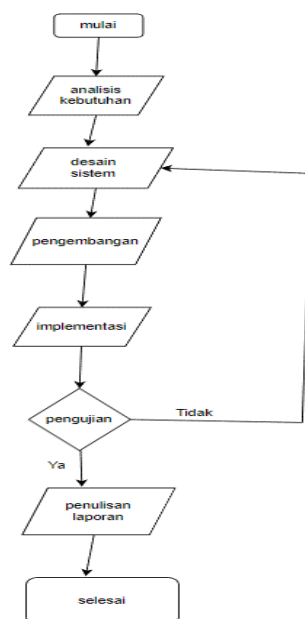 mulai
analisis
kebutuhan
desain
sistem
pengembangan
implementasi
pengujian
Tidak
Ya
penulisan
laporan
selesai